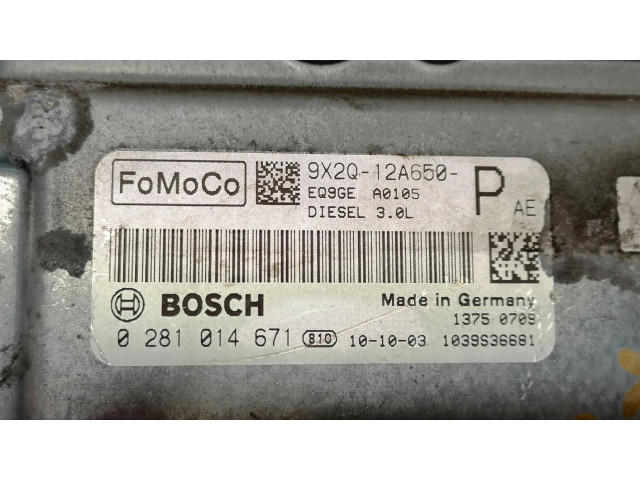 FoMoCo
9X2Q-12A650-
EQ9GE A0105
DIESEL 3.0L
P AE
BOSCH
Made in Germany
1375 0709
0 281 014 671 810 10-10-03 1039S36681